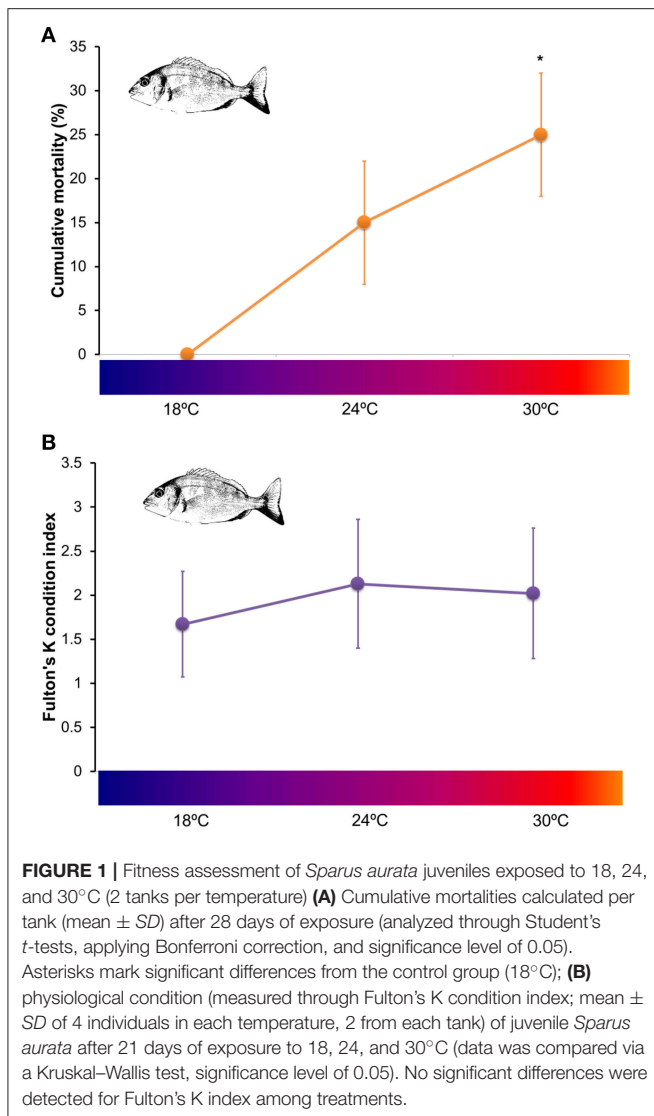 A
Cumulative mortality (%)
35
30
25
20
15
10
5
0
*
18ºC 24ºC 30ºC
B
Fulton's K condition index
3.5
3
2.5
2
1.5
1
0.5
0
18ºC 24ºC 30ºC
FIGURE 1 | Fitness assessment of Sparus aurata juveniles exposed to 18, 24,
and 30°C (2 tanks per temperature) (A) Cumulative mortalities calculated per
tank (mean ± SD) after 28 days of exposure (analyzed through Student's
t-tests, applying Bonferroni correction, and significance level of 0.05).
Asterisks mark significant differences from the control group (18°C); (B)
physiological condition (measured through Fulton's K condition index; mean ±
SD of 4 individuals in each temperature, 2 from each tank) of juvenile Sparus
aurata after 21 days of exposure to 18, 24, and 30°C (data was compared via
a Kruskal–Wallis test, significance level of 0.05). No significant differences were
detected for Fulton's K index among treatments.